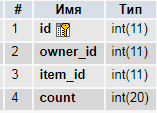 # Имя Тип
1 id int(11)
2 owner_id int(11)
3 item_id int(11)
4 count int(20)